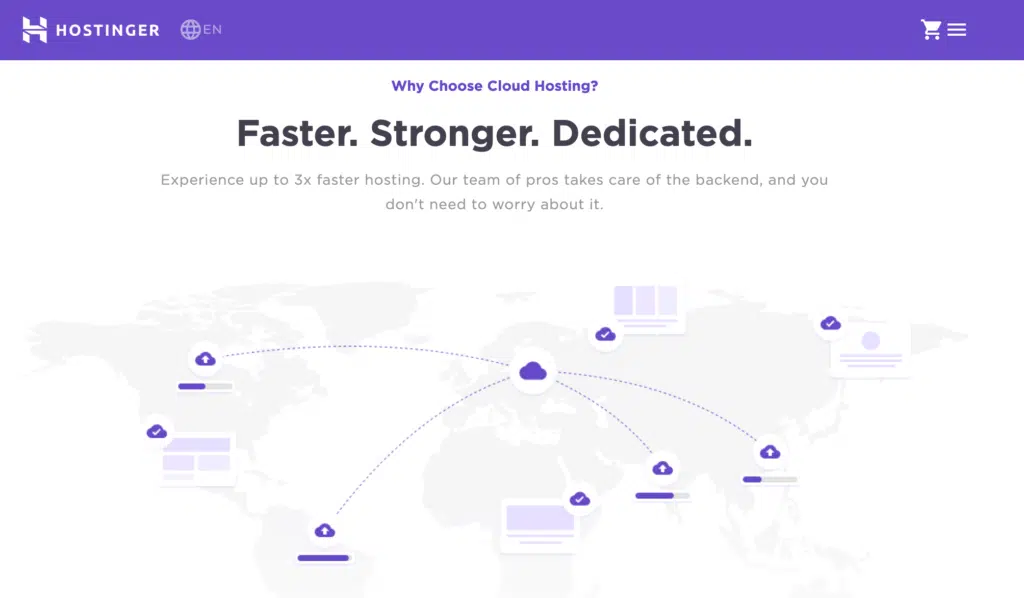 HOSTINGER
EN
Why Choose Cloud Hosting?
Faster. Stronger. Dedicated.
Experience up to 3x faster hosting. Our team of pros takes care of the backend, and you
don't need to worry about it.